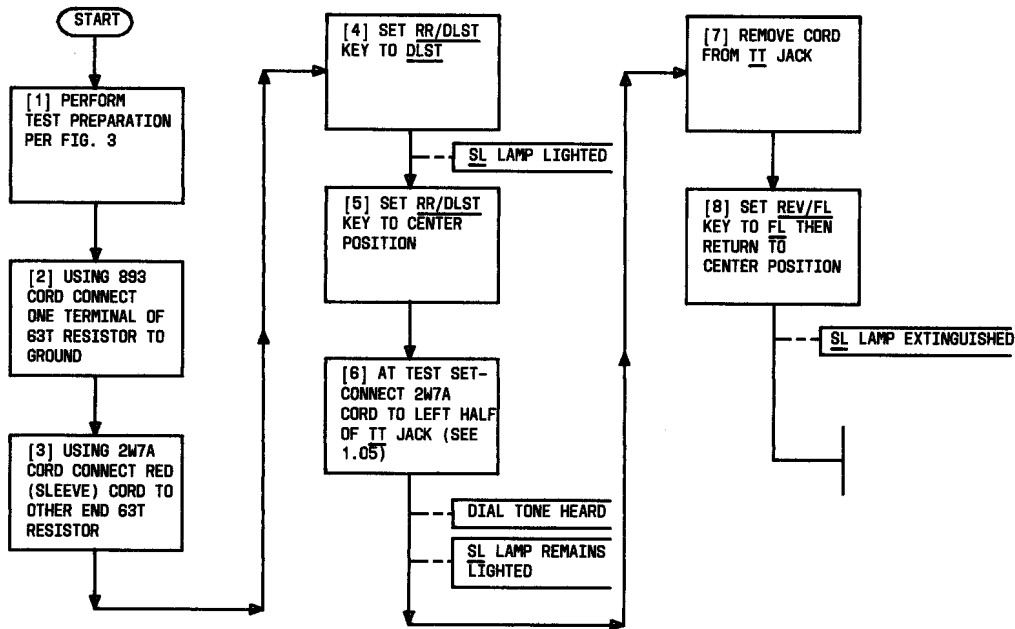 START
[1] PERFORM
TEST PREPARATION
PER FIG. 3
[2] USING 893
CORD CONNECT
ONE TERMINAL OF
63T RESISTOR TO
GROUND
[3] USING 2W7A
CORD CONNECT RED
(SLEEVE) CORD TO
OTHER END 63T
RESISTOR
[4] SET RR/DLST
KEY TO DLST
SL LAMP LIGHTED
[5] SET RR/DLST
KEY TO CENTER
POSITION
[6] AT TEST SET-
CONNECT 2W7A
CORD TO LEFT HALF
OF TT JACK (SEE
1.05)
DIAL TONE HEARD
SL LAMP REMAINS
LIGHTED
[7] REMOVE CORD
FROM TT JACK
[8] SET REV/FL
KEY TO FL THEN
RETURN TO
CENTER POSITION
SL LAMP EXTINGUISHED